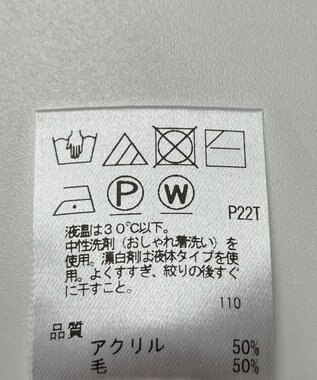 P W
P22T
液温は30℃以下。
中性洗剤(おしゃれ着洗い)を
使用。漂白剤は液体タイプを使
用。よくすすぎ、絞りの後すぐ
に干すこと。
110
品質
アクリル 50%
毛 50%